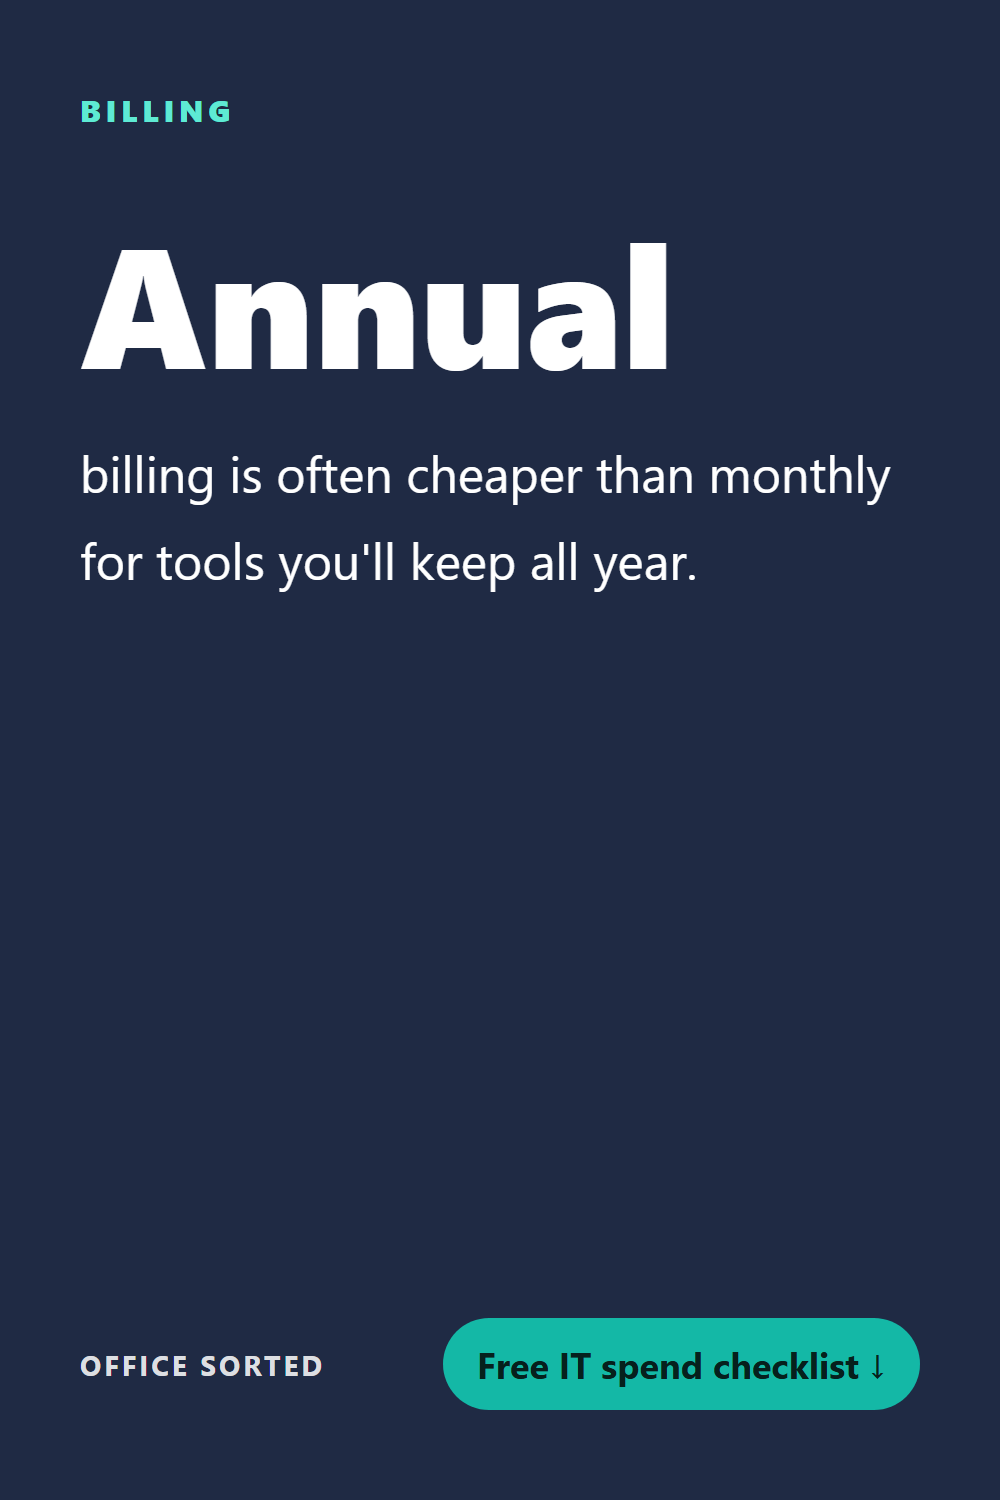 BILLING
Annual
billing is often cheaper than monthly
for tools you'll keep all year.
OFFICE SORTED
Free IT spend checklist ↓